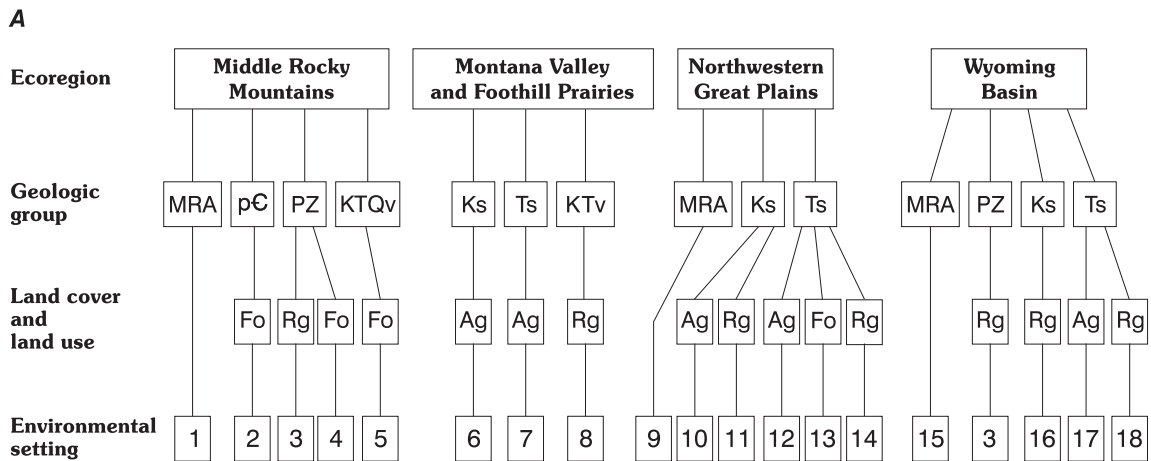 A
Ecoregion
Middle Rocky
Mountains
Montana Valley
and Foothill Prairies
Northwestern
Great Plains
Wyoming
Basin
Geologic
group
MRA p-Є PZ KTQv Ks Ts KTv MRA Ks Ts MRA PZ Ks Ts
Land cover
and
land use
Fo Rg Fo Fo Ag Ag Rg Ag Rg Ag Fo Rg Rg Rg Ag Rg
Environmental
setting
1 2 3 4 5 6 7 8 9 10 11 12 13 14 15 3 16 17 18